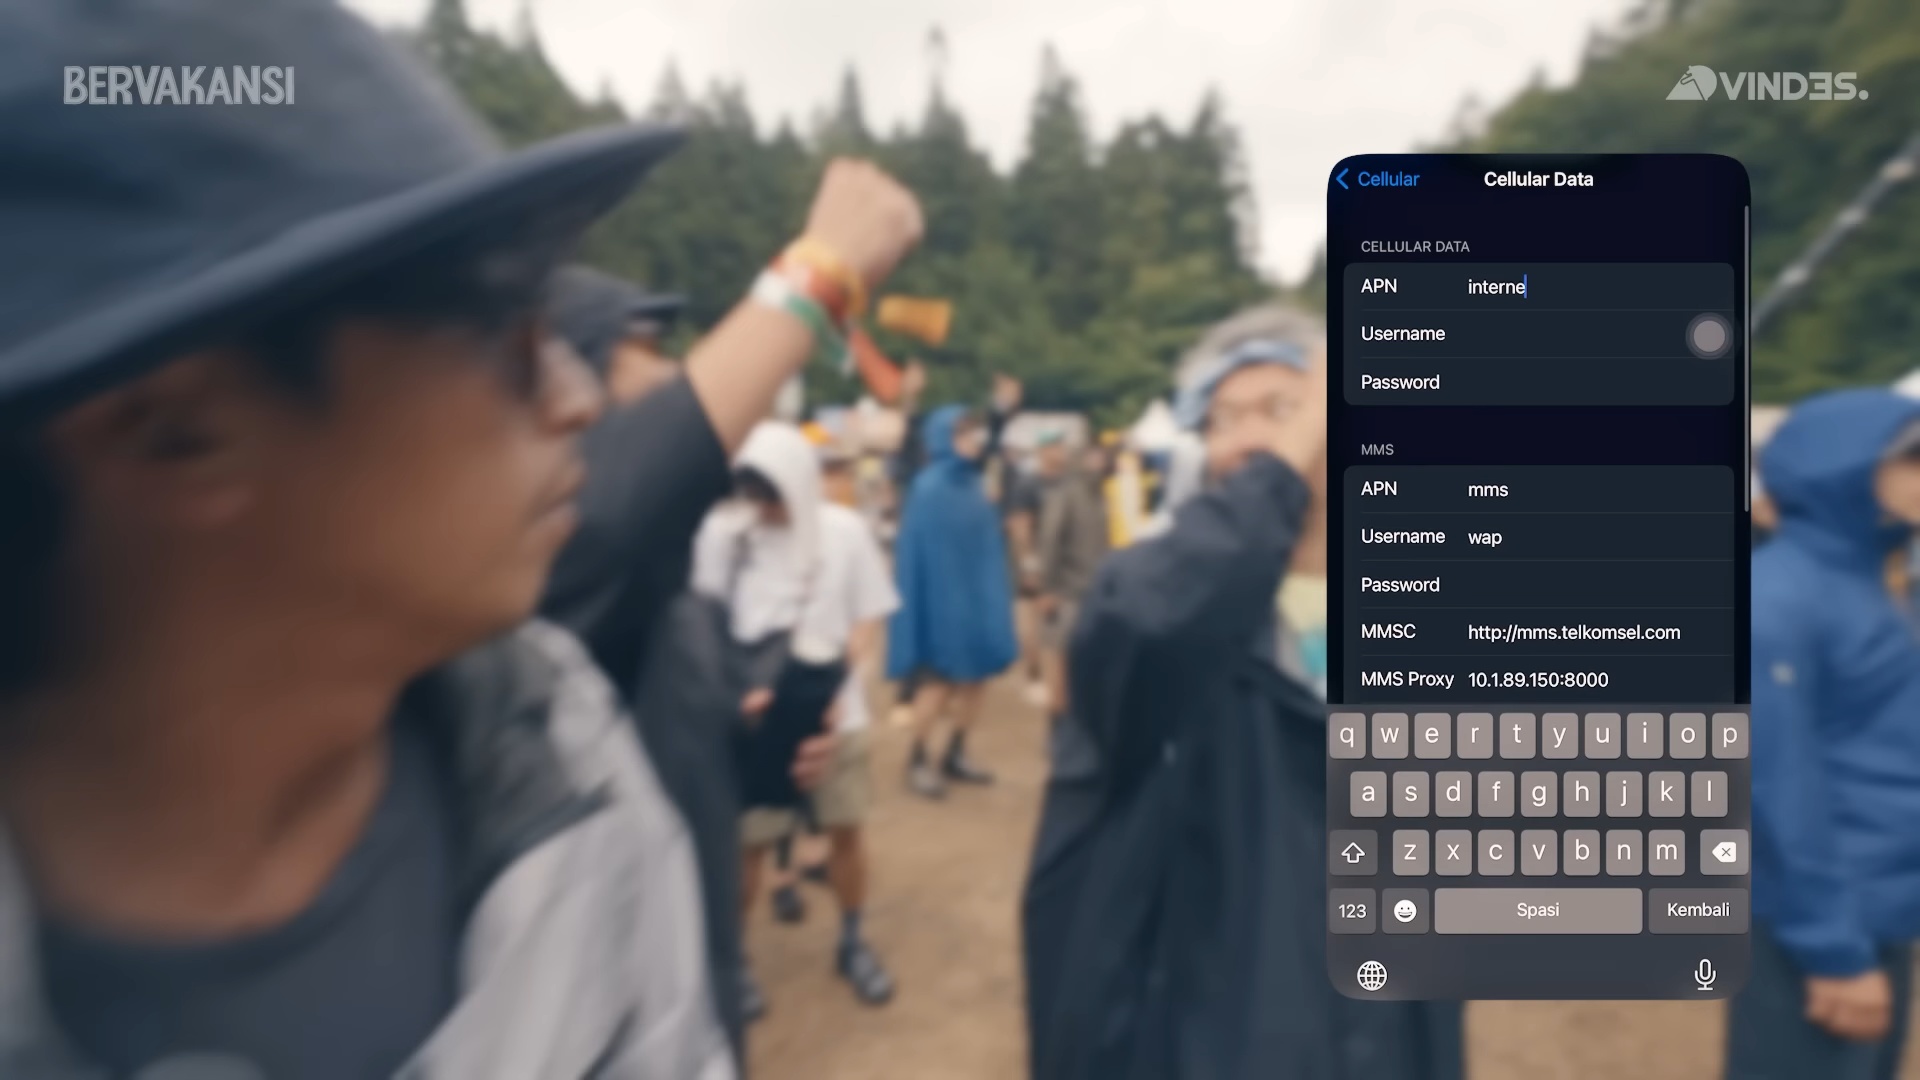 BERVAKANSI
VINDES.
Cellular
Cellular Data
CELLULAR DATA
APN interne
Username
Password
MMS
APN mms
Username wap
Password
MMSC http://mms.telkomsel.com
MMS Proxy 10.1.89.150:8000
q w e r t y u i o p
a s d f g h j k l
z x c v b n m
123 Spasi Kembali